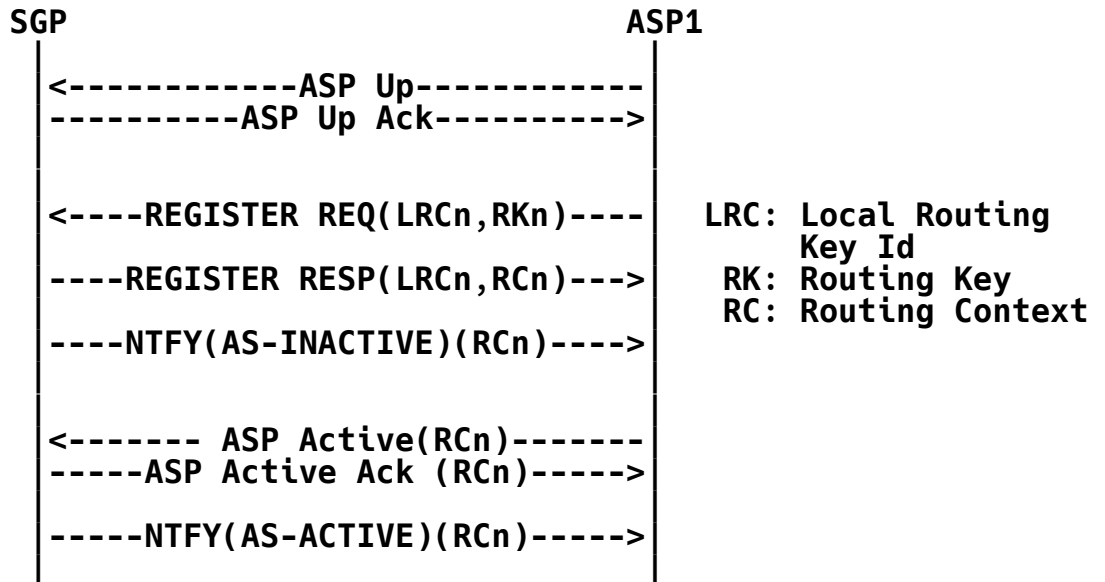 SGP ASP1
<------------ASP Up------------
----------ASP Up Ack---------->
<----REGISTER REQ(LRCn,RKn)---- LRC: Local Routing
Key Id
----REGISTER RESP(LRCn,RCn)---> RK: Routing Key
RC: Routing Context
----NTFY(AS-INACTIVE)(RCn)---->
<------- ASP Active(RCn)-------
-----ASP Active Ack (RCn)----->
-----NTFY(AS-ACTIVE)(RCn)----->